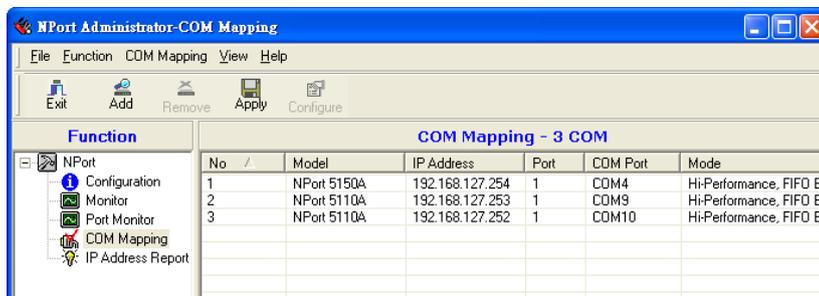 NPort Administrator-COM Mapping
File Function COM Mapping View Help
Exit Add Remove Apply Configure
Function
COM Mapping - 3 COM
NPort
Configuration
Monitor
Port Monitor
COM Mapping
IP Address Report
No Model IP Address Port COM Port Mode
1 NPort 5150A 192.168.127.254 1 COM4 Hi-Performance, FIFO E
2 NPort 5110A 192.168.127.253 1 COM9 Hi-Performance, FIFO E
3 NPort 5110A 192.168.127.252 1 COM10 Hi-Performance, FIFO E